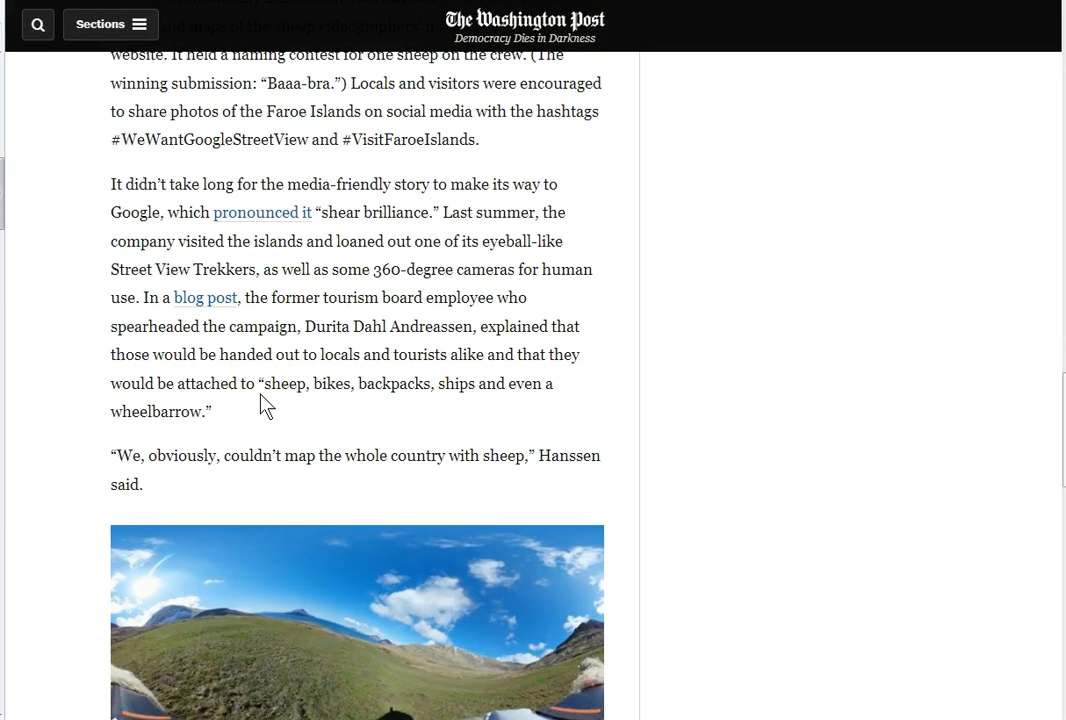 Sections
The Washington Post
Democracy Dies in Darkness
and maps of the sheep videographers'
website. It held a naming contest for one sheep on the crew. (The
winning submission: “Baaa-bra.”) Locals and visitors were encouraged
to share photos of the Faroe Islands on social media with the hashtags
#WeWantGoogleStreetView and #VisitFaroeIslands.
It didn’t take long for the media-friendly story to make its way to
Google, which pronounced it “shear brilliance.” Last summer, the
company visited the islands and loaned out one of its eyeball-like
Street View Trekkers, as well as some 360-degree cameras for human
use. In a blog post, the former tourism board employee who
spearheaded the campaign, Durita Dahl Andreassen, explained that
those would be handed out to locals and tourists alike and that they
would be attached to “sheep, bikes, backpacks, ships and even a
wheelbarrow.”
“We, obviously, couldn’t map the whole country with sheep,” Hanssen
said.